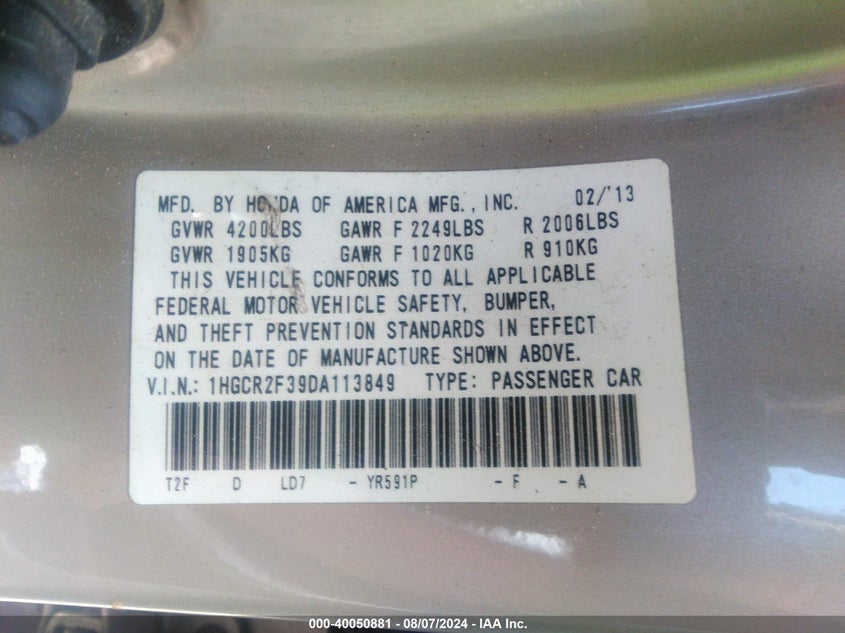 MFD. BY HONDA OF AMERICA MFG., INC. 02/'13
GVWR 4200LBS GAWR F 2249LBS R 2006LBS
GVWR 1905KG GAWR F 1020KG R 910KG
THIS VEHICLE CONFORMS TO ALL APPLICABLE
FEDERAL MOTOR VEHICLE SAFETY, BUMPER,
AND THEFT PREVENTION STANDARDS IN EFFECT
ON THE DATE OF MANUFACTURE SHOWN ABOVE.
V.I.N.: 1HGCR2F39DA113849 TYPE: PASSENGER CAR
T2F D LD7 - YR591P - F - A
000-40050881 - 08/07/2024 - IAA Inc.